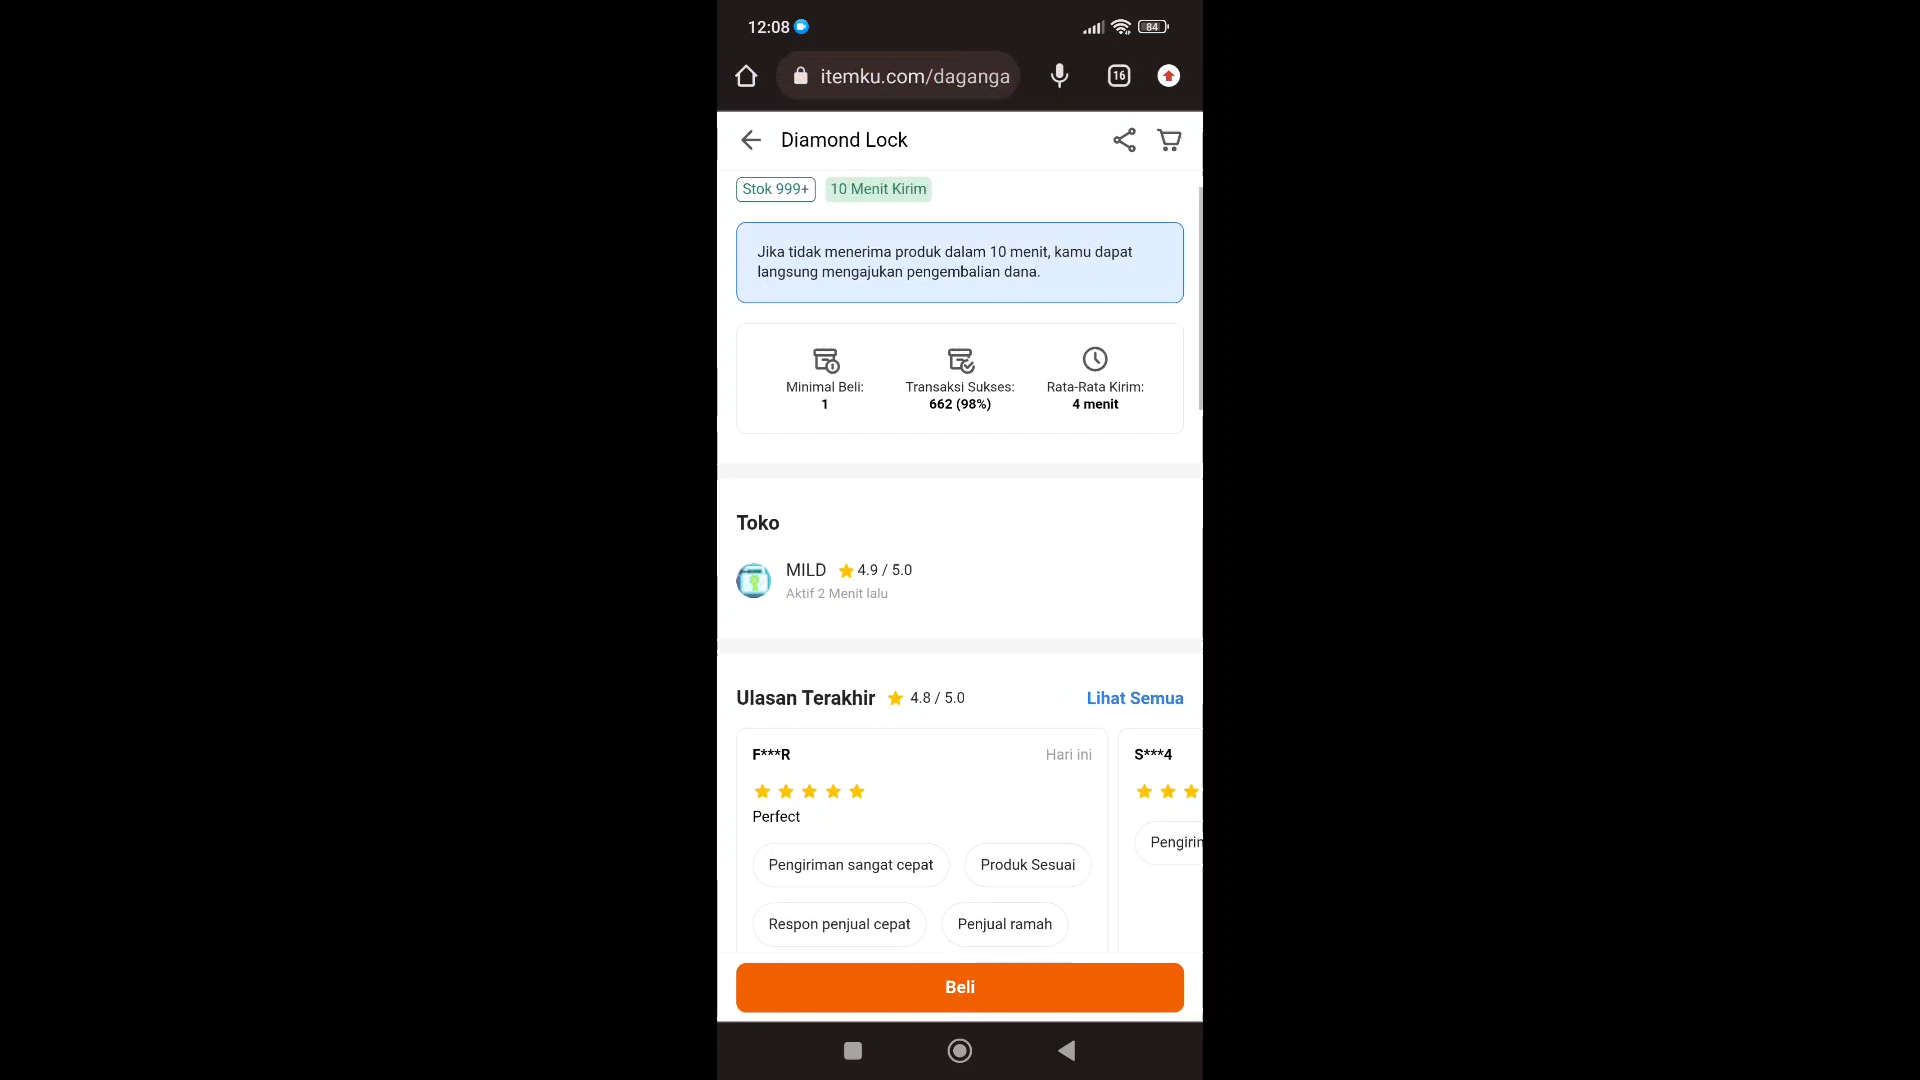 12:08
84
itemku.com/daganga
16
Diamond Lock
Stok 999+
10 Menit Kirim
Jika tidak menerima produk dalam 10 menit, kamu dapat
langsung mengajukan pengembalian dana.
Minimal Beli:
1
Transaksi Sukses:
662 (98%)
Rata-Rata Kirim:
4 menit
Toko
MILD
4.9 / 5.0
Aktif 2 Menit lalu
Ulasan Terakhir
4.8 / 5.0
Lihat Semua
F***R
Hari ini
Perfect
Pengiriman sangat cepat
Produk Sesuai
Respon penjual cepat
Penjual ramah
S***4
Pengirin
Beli